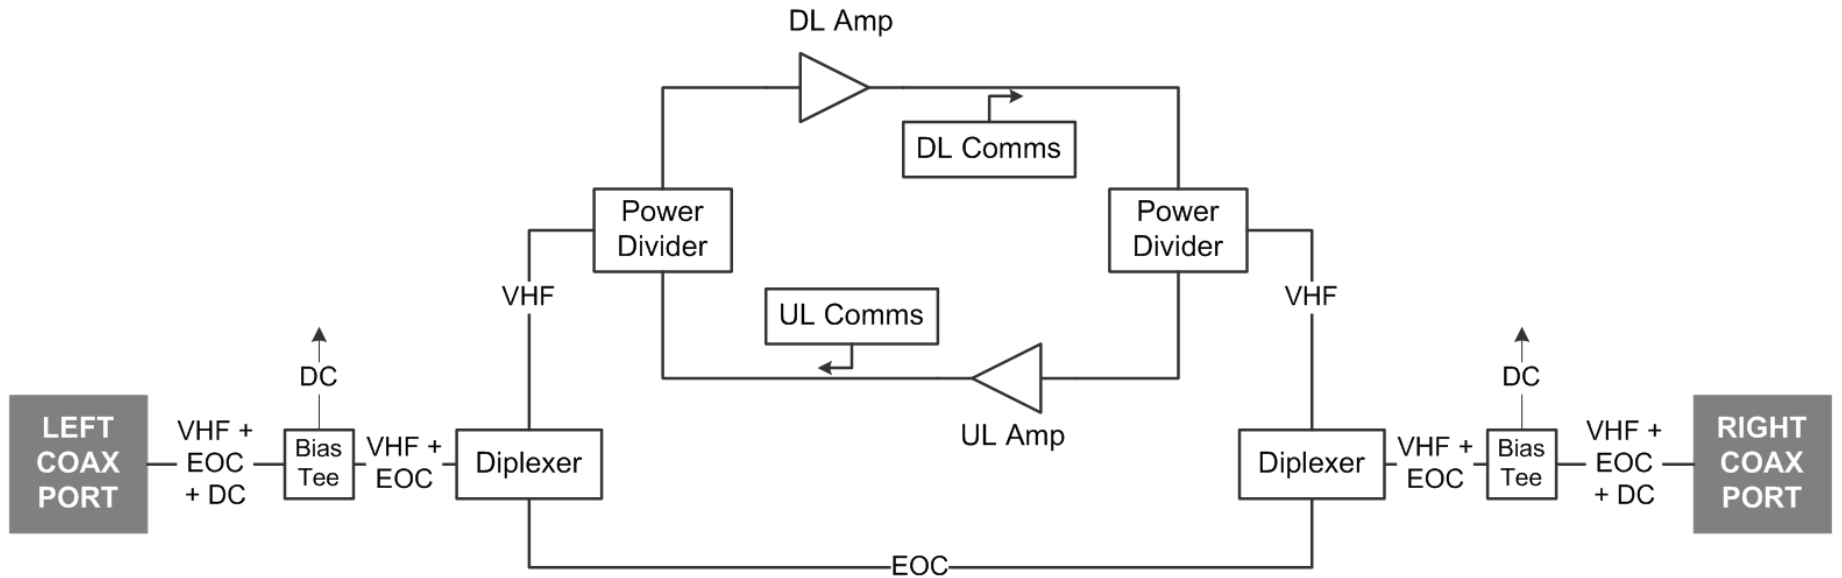 DL Amp
DL Comms
Power
Divider
Power
Divider
VHF
VHF
UL Comms
UL Amp
DC
DC
LEFT
COAX
PORT
VHF +
EOC
+ DC
Bias
Tee
VHF +
EOC
Diplexer
Diplexer
VHF +
EOC
Bias
Tee
VHF +
EOC
+ DC
RIGHT
COAX
PORT
EOC